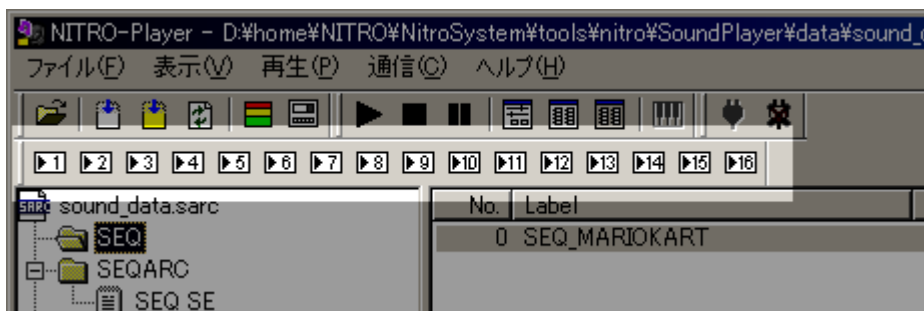 NITRO-Player - D:¥home¥NITRO¥NitroSystem¥tools¥nitro¥SoundPlayer¥data¥sound_
ファイル(F) 表示(V) 再生(P) 通信(C) ヘルプ(H)
1 2 3 4 5 6 7 8 9 10 11 12 13 14 15 16
sound_data.sarc
No. Label
SEQ
0 SEQ_MARIOKART
SEQARC
SEQ_SE